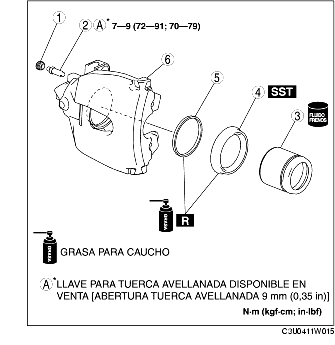 1
2 A* 7—9 (72—91; 70—79)
6
5
4 SST
3
FLUIDO
FRENOS
R
GRASA PARA CAUCHO
A* LLAVE PARA TUERCA AVELLANADA DISPONIBLE EN
VENTA [ABERTURA TUERCA AVELLANADA 9 mm (0,35 in)]
N·m (kgf-cm; in-lbf)
C3U0411W015